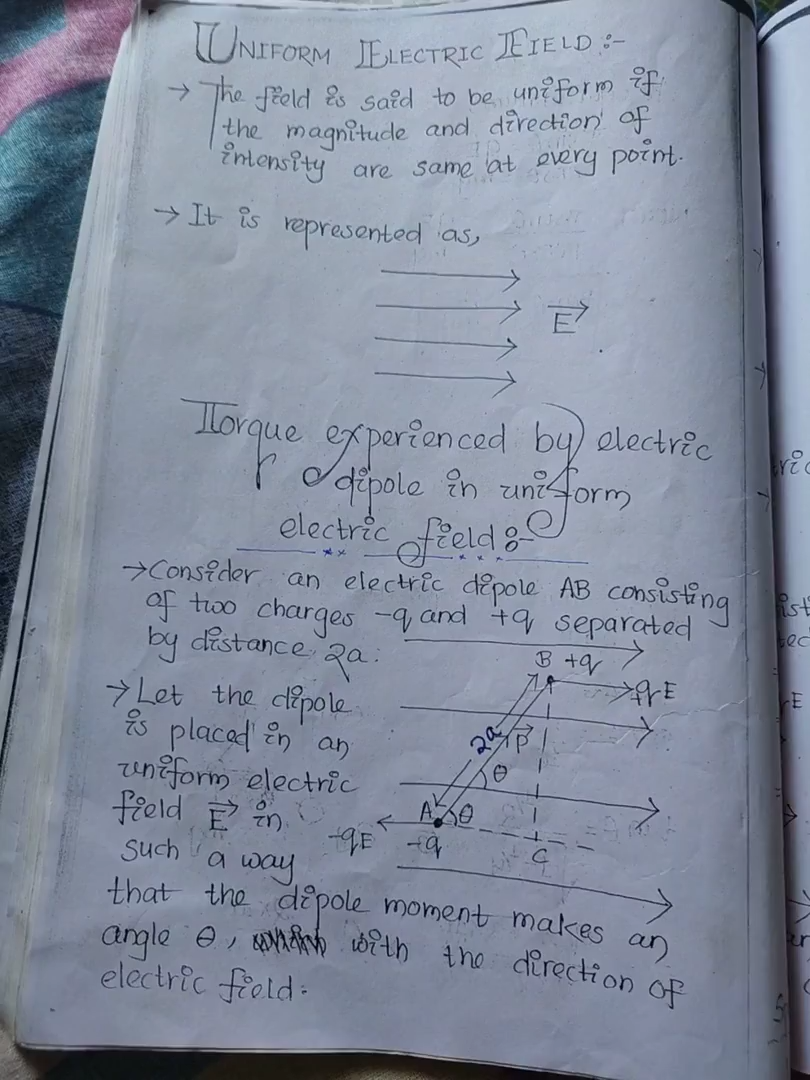 UNIFORM ELECTRIC FIELD :-
→ The field is said to be uniform if
the magnitude and direction of
intensity are same at every point.
→ It is represented as,
E
Torque experienced by electric
dipole in uniform
electric field :-
→ Consider an electric dipole AB consisting
of two charges -q and +q separated
by distance 2a.
B +q
→ Let the dipole
qE
is placed in an
2a
P
uniform electric
θ
field E in
A θ
-qE
-q
C
such a way
that the dipole moment makes an
angle θ, with the direction of
electric field.